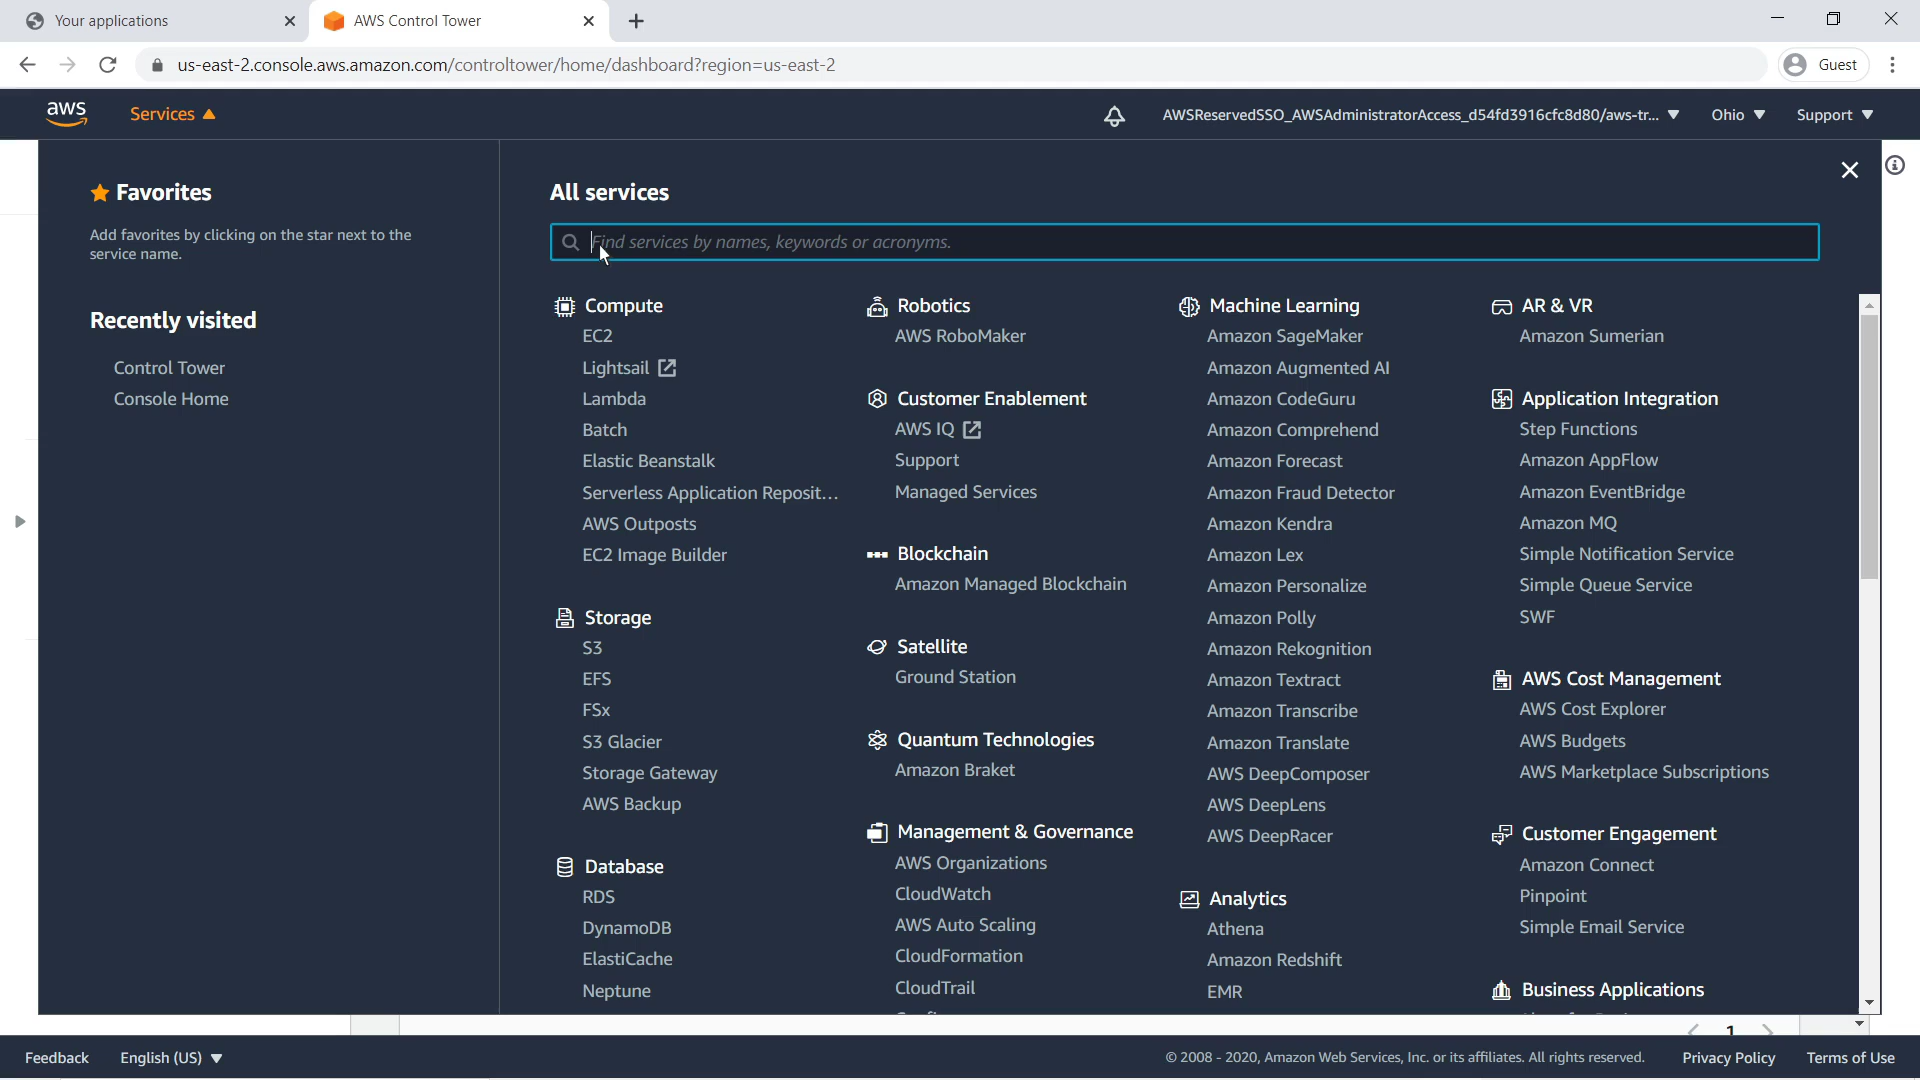 Your applications
AWS Control Tower
us-east-2.console.aws.amazon.com/controltower/home/dashboard?region=us-east-2
Guest
aws
Services
AWSReservedSSO_AWSAdministratorAccess_d54fd3916cfc8d80/aws-tr...
Ohio
Support
Favorites
Add favorites by clicking on the star next to the
service name.
Recently visited
Control Tower
Console Home
All services
Find services by names, keywords or acronyms.
Compute
EC2
Lightsail
Lambda
Batch
Elastic Beanstalk
Serverless Application Reposit...
AWS Outposts
EC2 Image Builder
Storage
S3
EFS
FSx
S3 Glacier
Storage Gateway
AWS Backup
Database
RDS
DynamoDB
ElastiCache
Neptune
Robotics
AWS RoboMaker
Customer Enablement
AWS IQ
Support
Managed Services
Blockchain
Amazon Managed Blockchain
Satellite
Ground Station
Quantum Technologies
Amazon Braket
Management & Governance
AWS Organizations
CloudWatch
AWS Auto Scaling
CloudFormation
CloudTrail
Machine Learning
Amazon SageMaker
Amazon Augmented AI
Amazon CodeGuru
Amazon Comprehend
Amazon Forecast
Amazon Fraud Detector
Amazon Kendra
Amazon Lex
Amazon Personalize
Amazon Polly
Amazon Rekognition
Amazon Textract
Amazon Transcribe
Amazon Translate
AWS DeepComposer
AWS DeepLens
AWS DeepRacer
Analytics
Athena
Amazon Redshift
EMR
AR & VR
Amazon Sumerian
Application Integration
Step Functions
Amazon AppFlow
Amazon EventBridge
Amazon MQ
Simple Notification Service
Simple Queue Service
SWF
AWS Cost Management
AWS Cost Explorer
AWS Budgets
AWS Marketplace Subscriptions
Customer Engagement
Amazon Connect
Pinpoint
Simple Email Service
Business Applications
1
Feedback
English (US)
© 2008 - 2020, Amazon Web Services, Inc. or its affiliates. All rights reserved.
Privacy Policy
Terms of Use